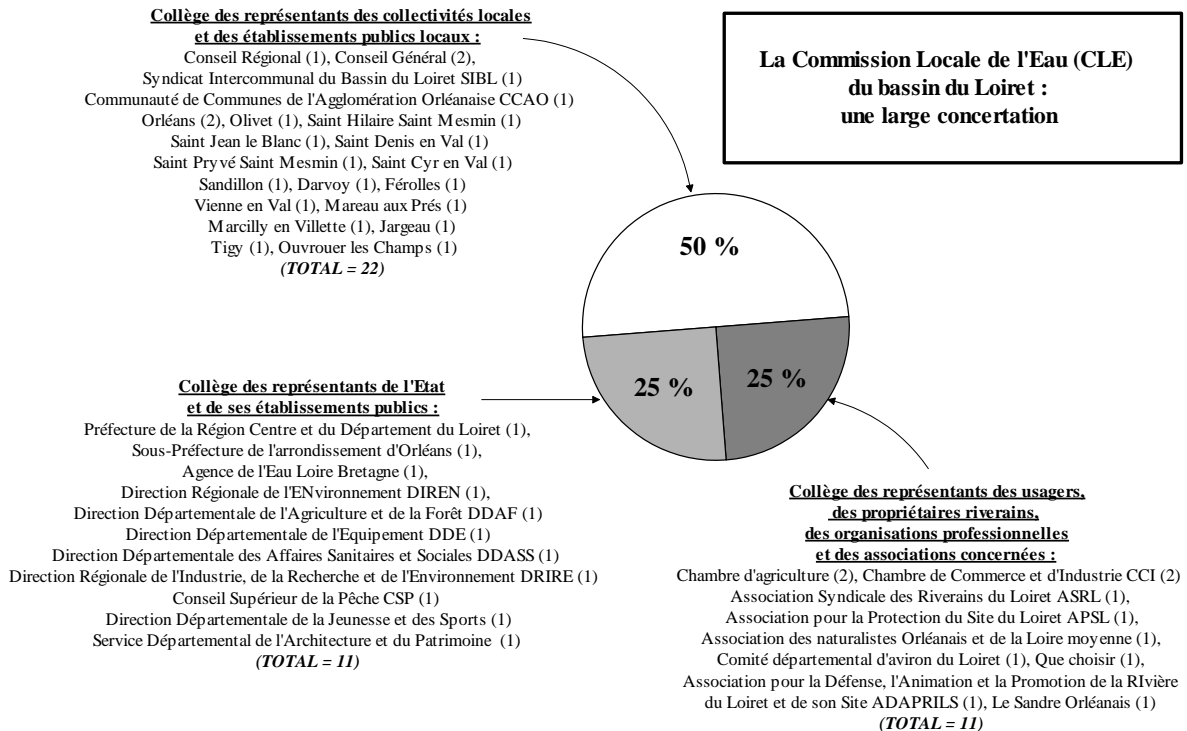 Collège des représentants des collectivités locales
et des établissements publics locaux :
Conseil Régional (1), Conseil Général (2),
Syndicat Intercommunal du Bassin du Loiret SIBL (1)
Communauté de Communes de l'Agglomération Orléanaise CCAO (1)
Orléans (2), Olivet (1), Saint Hilaire Saint Mesmin (1)
Saint Jean le Blanc (1), Saint Denis en Val (1)
Saint Pryvé Saint Mesmin (1), Saint Cyr en Val (1)
Sandillon (1), Darvoy (1), Férolles (1)
Vienne en Val (1), Mareau aux Prés (1)
Marcilly en Villette (1), Jargeau (1)
Tigy (1), Ouvrouer les Champs (1)
(TOTAL = 22)
La Commission Locale de l'Eau (CLE)
du bassin du Loiret :
une large concertation
50 %
25 %
25 %
Collège des représentants de l'Etat
et de ses établissements publics :
Préfecture de la Région Centre et du Département du Loiret (1),
Sous-Préfecture de l'arrondissement d'Orléans (1),
Agence de l'Eau Loire Bretagne (1),
Direction Régionale de l'ENvironnement DIREN (1),
Direction Départementale de l'Agriculture et de la Forêt DDAF (1)
Direction Départementale de l'Equipement DDE (1)
Direction Départementale des Affaires Sanitaires et Sociales DDASS (1)
Direction Régionale de l'Industrie, de la Recherche et de l'Environnement DRIRE (1)
Conseil Supérieur de la Pêche CSP (1)
Direction Départementale de la Jeunesse et des Sports (1)
Service Départemental de l'Architecture et du Patrimoine (1)
(TOTAL = 11)
Collège des représentants des usagers,
des propriétaires riverains,
des organisations professionnelles
et des associations concernées :
Chambre d'agriculture (2), Chambre de Commerce et d'Industrie CCI (2)
Association Syndicale des Riverains du Loiret ASRL (1),
Association pour la Protection du Site du Loiret APSL (1),
Association des naturalistes Orléanais et de la Loire moyenne (1),
Comité départemental d'aviron du Loiret (1), Que choisir (1),
Association pour la Défense, l'Animation et la Promotion de la RIvière
du Loiret et de son Site ADAPRILS (1), Le Sandre Orléanais (1)
(TOTAL = 11)